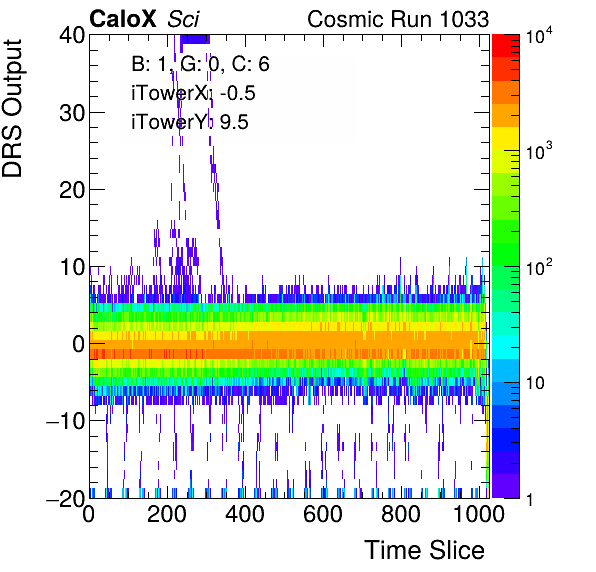 CaloX Sci Cosmic Run 1033
DRS Output
B: 1, G: 0, C: 6
iTowerX: -0.5
iTowerY: 9.5
40
30
20
10
0
−10
−20
0 200 400 600 800 1000
Time Slice
10^4
10^3
10^2
10
1